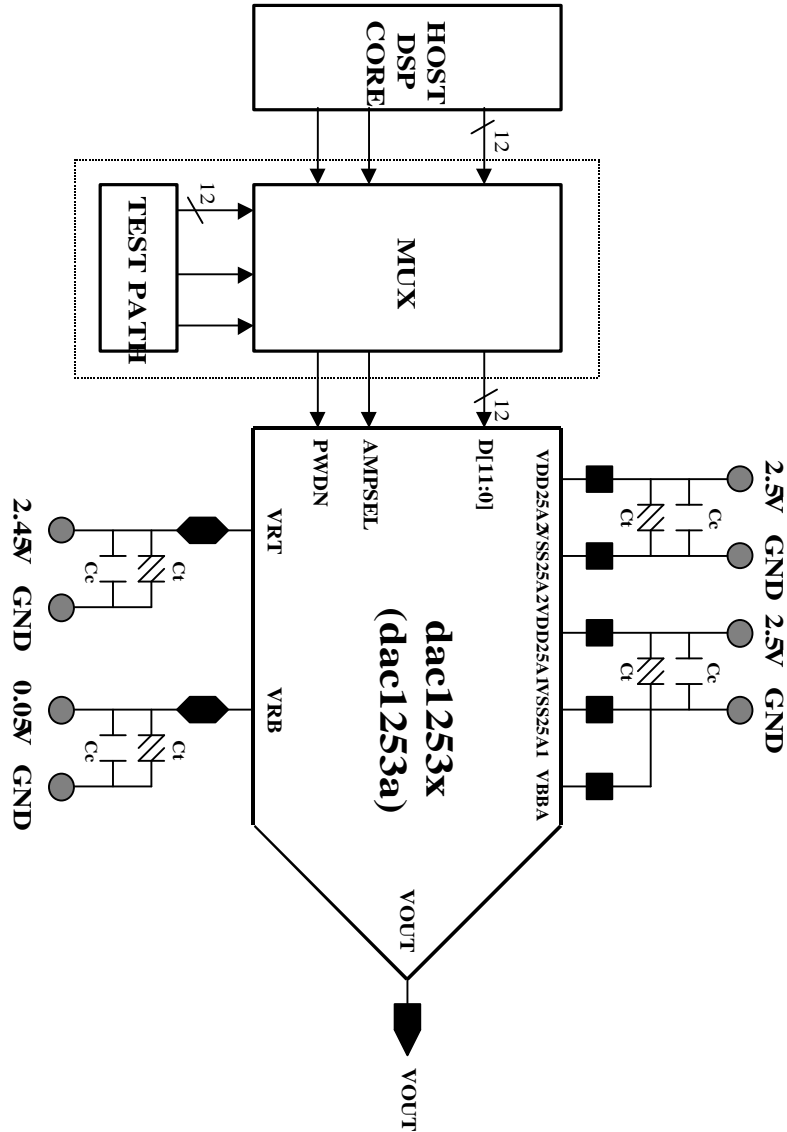 HOST
DSP
CORE
12
12
TEST PATH
MUX
12
D[11:0]
AMPSEL
PWDN
VDD25A2
VSS25A2
VDD25A1
VSS25A1
VBBA
2.5V
GND
2.5V
GND
Cc
Ct
Cc
Ct
VRT
VRB
Ct
Cc
Ct
Cc
2.45V
GND
0.05V
GND
dac1253x
(dac1253a)
VOUT
VOUT